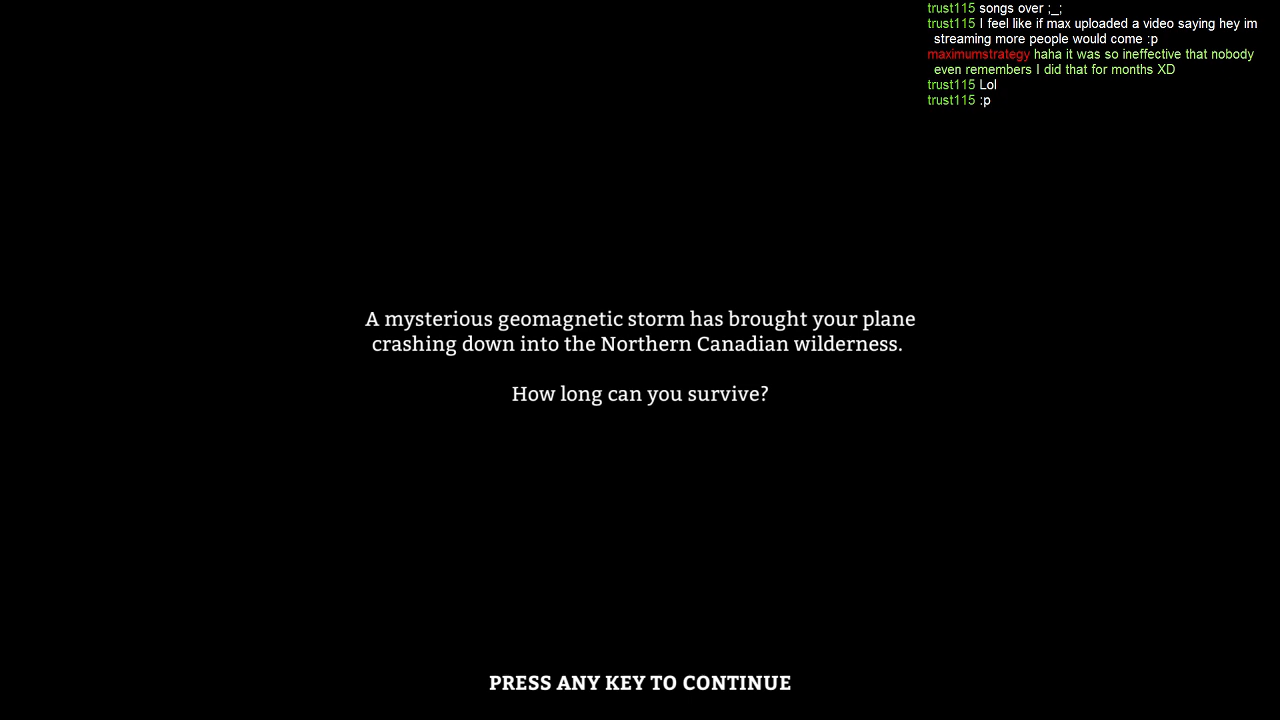 trust115 songs over ;_;
trust115 I feel like if max uploaded a video saying hey im
streaming more people would come :p
maximumstrategy haha it was so ineffective that nobody
even remembers I did that for months XD
trust115 Lol
trust115 :p
A mysterious geomagnetic storm has brought your plane
crashing down into the Northern Canadian wilderness.
How long can you survive?
PRESS ANY KEY TO CONTINUE